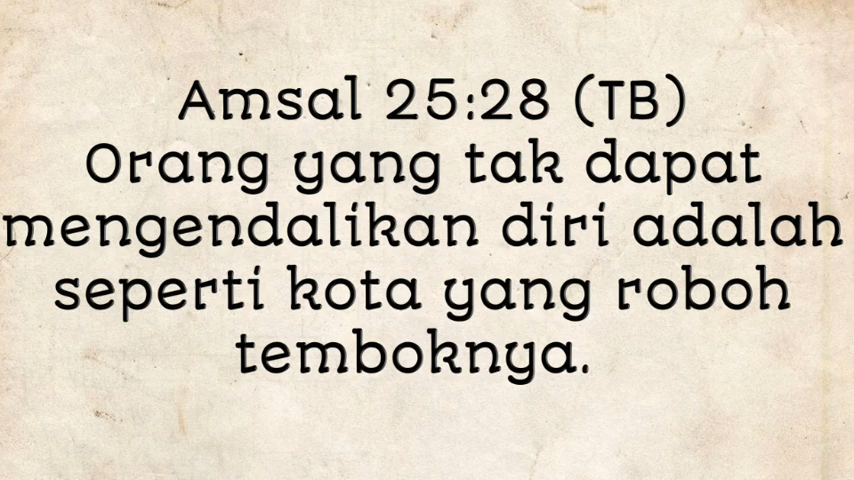 Amsal 25:28 (TB)
Orang yang tak dapat
mengendalikan diri adalah
seperti kota yang roboh
temboknya.